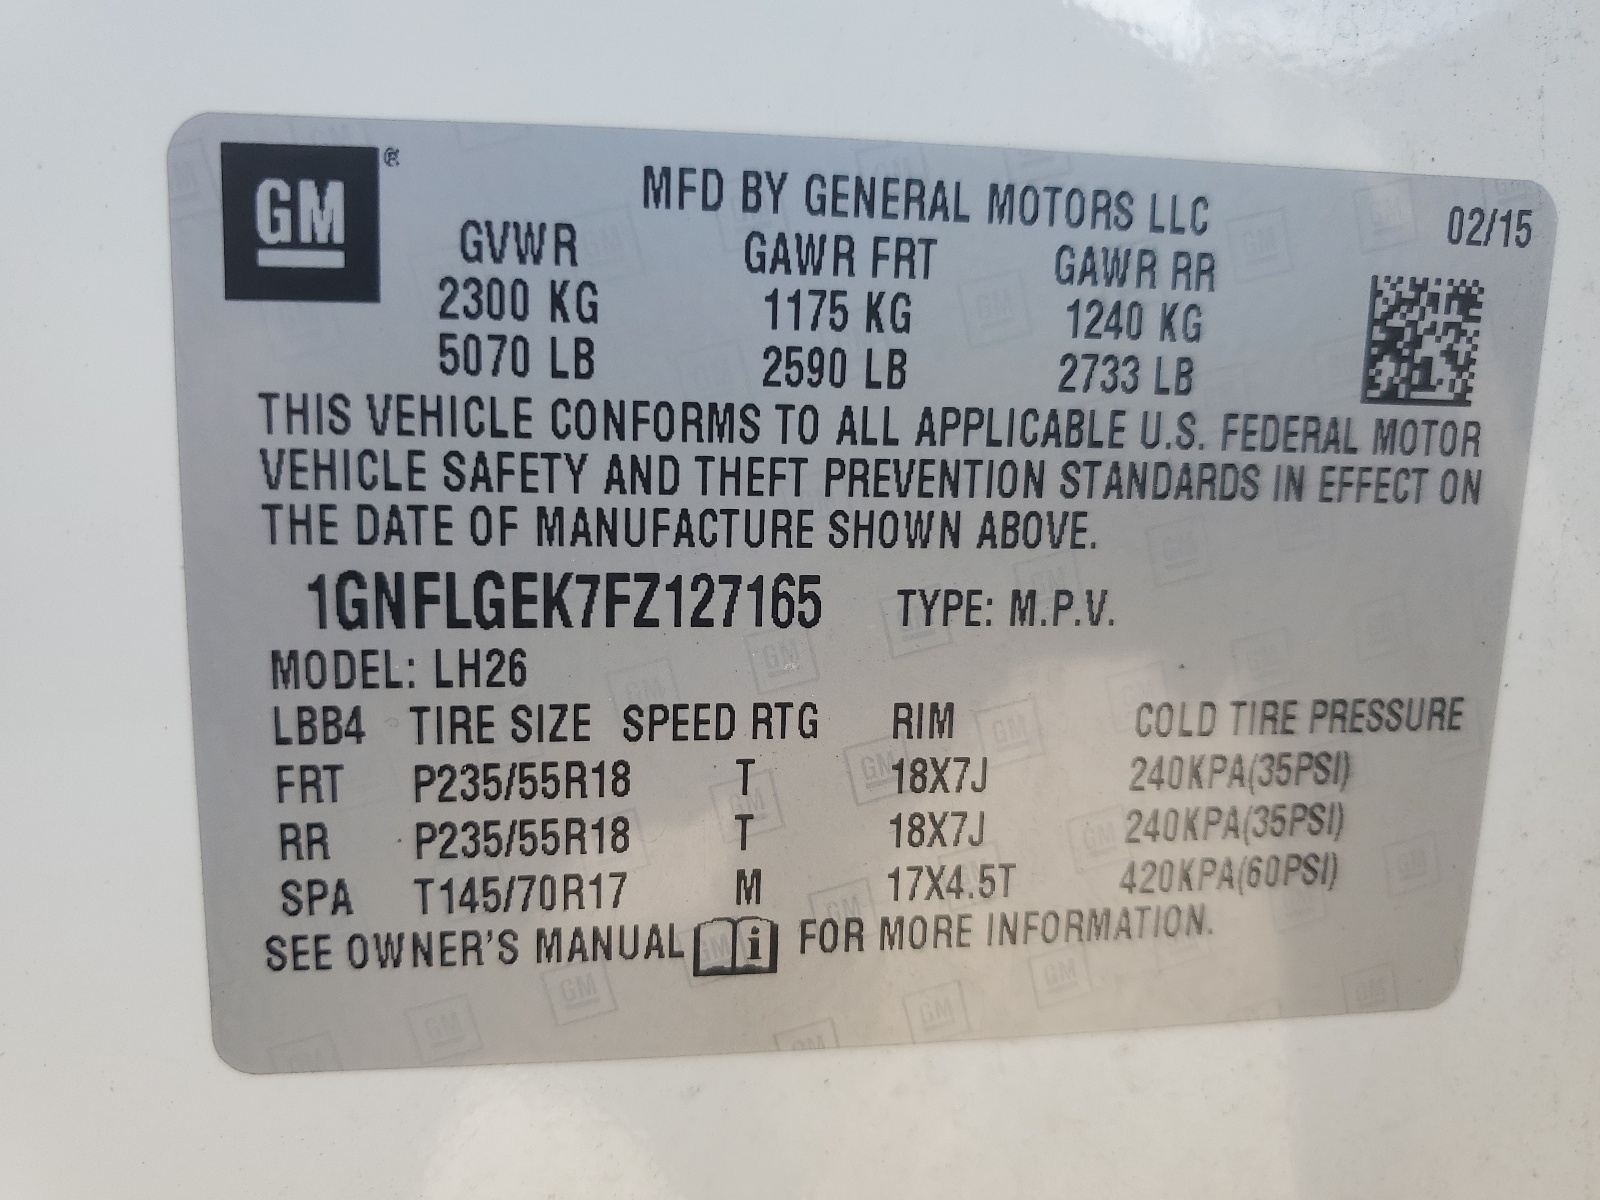 GM ®
MFD BY GENERAL MOTORS LLC 02/15
GVWR GAWR FRT GAWR RR
2300 KG 1175 KG 1240 KG
5070 LB 2590 LB 2733 LB
THIS VEHICLE CONFORMS TO ALL APPLICABLE U.S. FEDERAL MOTOR
VEHICLE SAFETY AND THEFT PREVENTION STANDARDS IN EFFECT ON
THE DATE OF MANUFACTURE SHOWN ABOVE.
1GNFLGEK7FZ127165 TYPE: M.P.V.
MODEL: LH26
LBB4 TIRE SIZE SPEED RTG RIM COLD TIRE PRESSURE
FRT P235/55R18 T 18X7J 240KPA(35PSI)
RR P235/55R18 T 18X7J 240KPA(35PSI)
SPA T145/70R17 M 17X4.5T 420KPA(60PSI)
SEE OWNER'S MANUAL i FOR MORE INFORMATION.